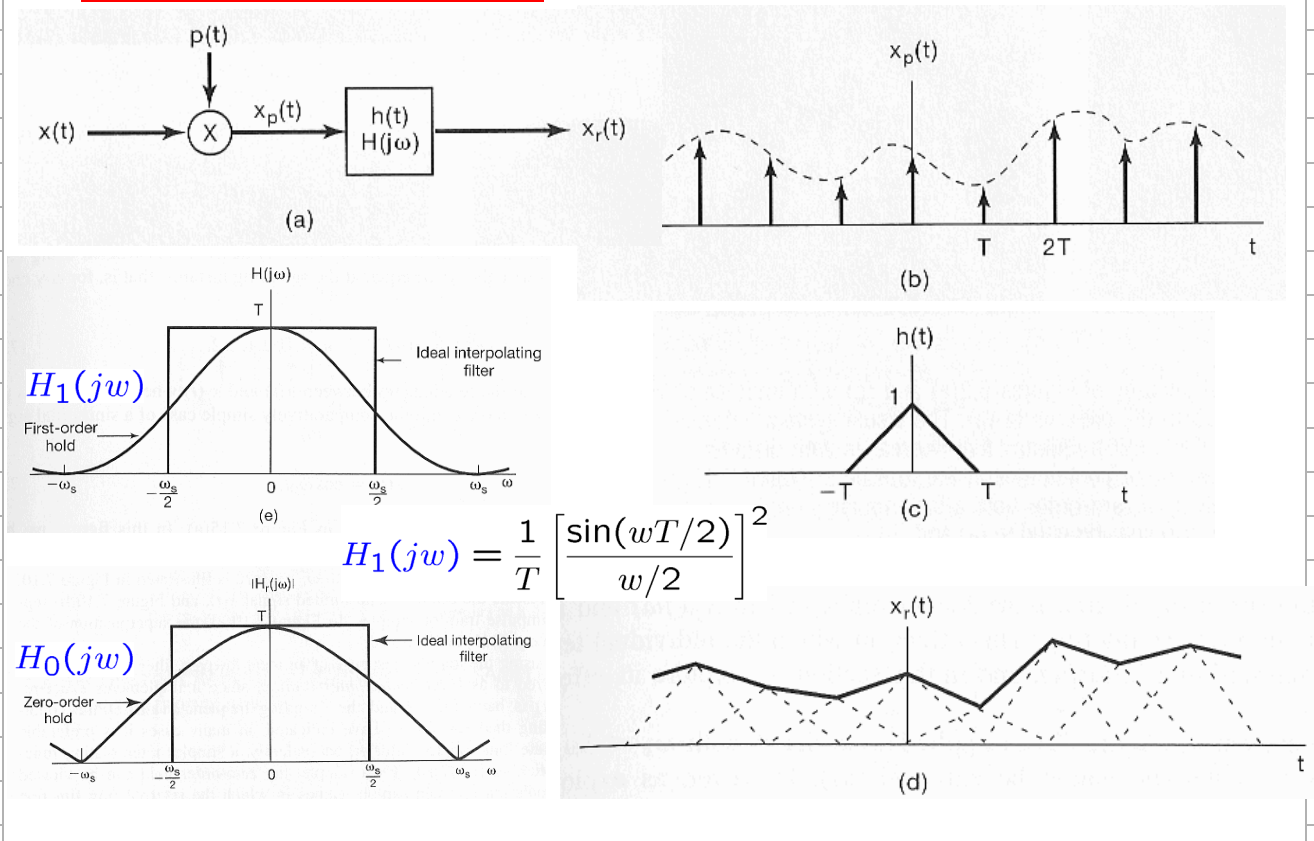 p(t)
x(t)
X
xp(t)
h(t)
H(jω)
xr(t)
(a)
xp(t)
T
2T
t
(b)
H(jω)
T
Ideal interpolating
filter
H1(jw)
First-order
hold
−ωs
−ωs/2
0
ωs/2
ωs
ω
(e)
h(t)
1
−T
T
t
(c)
H1(jw) = 1/T [sin(wT/2)/(w/2)]^2
|Hr(jω)|
T
Ideal interpolating
filter
H0(jw)
Zero-order
hold
−ωs
−ωs/2
0
ωs/2
ωs
ω
xr(t)
t
(d)